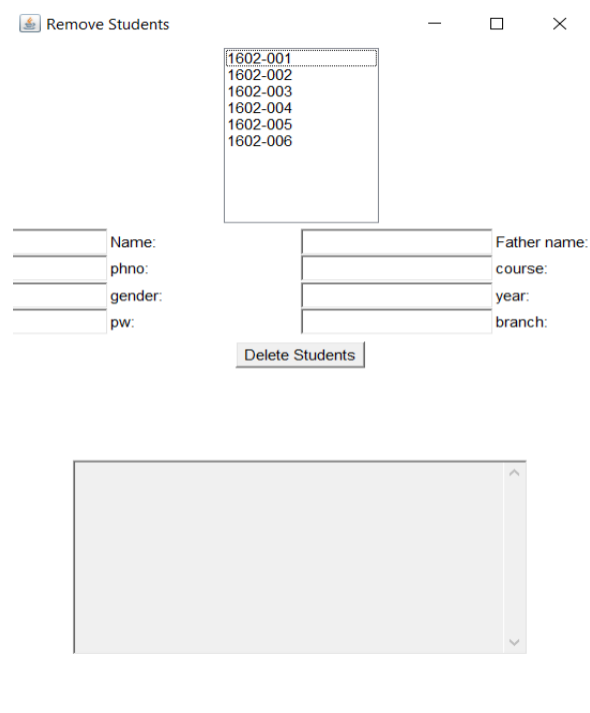 Remove Students
1602-001
1602-002
1602-003
1602-004
1602-005
1602-006
Name: Father name:
phno: course:
gender: year:
pw: branch:
Delete Students